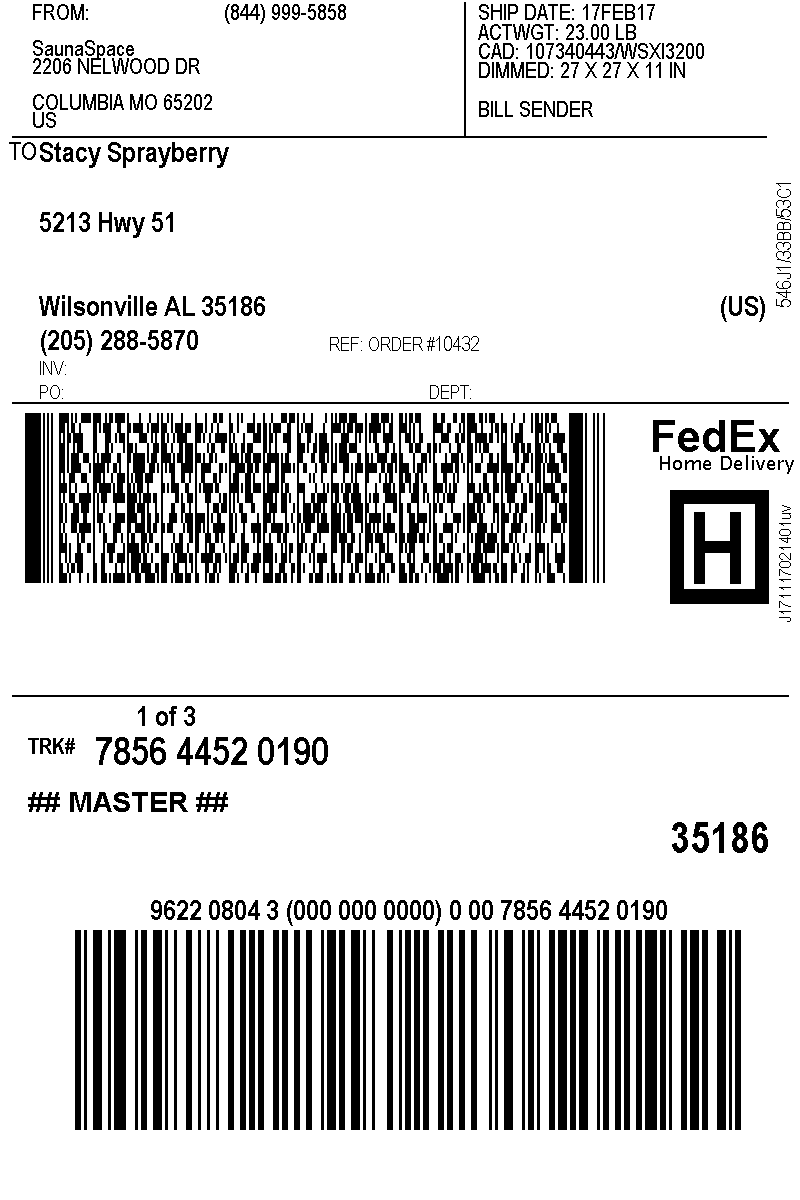 FROM: (844) 999-5858
SaunaSpace
2206 NELWOOD DR
COLUMBIA MO 65202
US
SHIP DATE: 17FEB17
ACTWGT: 23.00 LB
CAD: 107340443/WSXI3200
DIMMED: 27 X 27 X 11 IN
BILL SENDER
TO Stacy Sprayberry
5213 Hwy 51
Wilsonville AL 35186 (US)
(205) 288-5870 REF: ORDER #10432
INV:
PO: DEPT:
546J1/33BB/53C1
FedEx
Home Delivery
H
J171117021401uv
1 of 3
TRK# 7856 4452 0190
## MASTER ##
35186
9622 0804 3 (000 000 0000) 0 00 7856 4452 0190